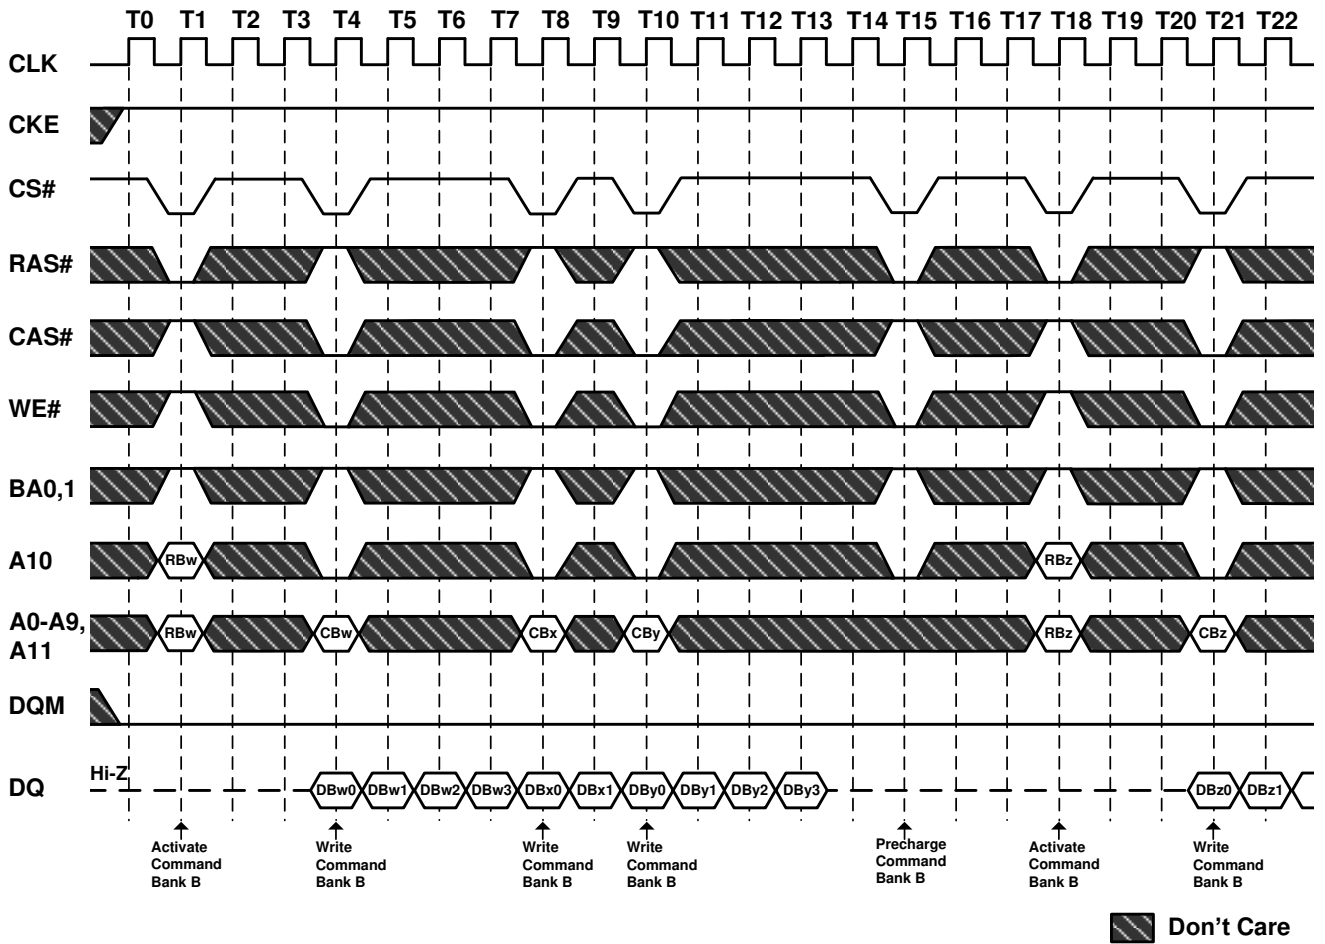 T0 T1 T2 T3 T4 T5 T6 T7 T8 T9 T10 T11 T12 T13 T14 T15 T16 T17 T18 T19 T20 T21 T22
CLK
CKE
CS#
RAS#
CAS#
WE#
BA0,1
A10 RBw RBz
A0-A9,
A11
RBw CBw CBx CBy RBz CBz
DQM
Hi-Z
DQ DBw0 DBw1 DBw2 DBw3 DBx0 DBx1 DBy0 DBy1 DBy2 DBy3 DBz0 DBz1
Activate
Command
Bank B
Write
Command
Bank B
Write
Command
Bank B
Write
Command
Bank B
Precharge
Command
Bank B
Activate
Command
Bank B
Write
Command
Bank B
Don't Care